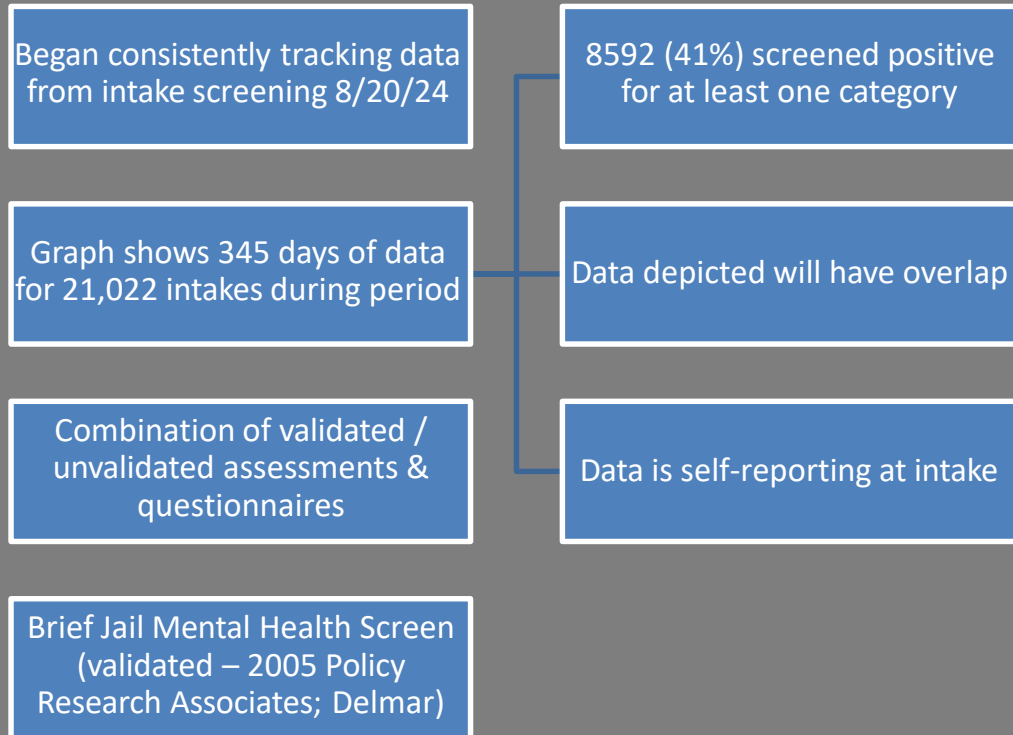 Began consistently tracking data
from intake screening 8/20/24
Graph shows 345 days of data
for 21,022 intakes during period
8592 (41%) screened positive
for at least one category
Data depicted will have overlap
Data is self-reporting at intake
Combination of validated /
unvalidated assessments &
questionnaires
Brief Jail Mental Health Screen
(validated – 2005 Policy
Research Associates; Delmar)